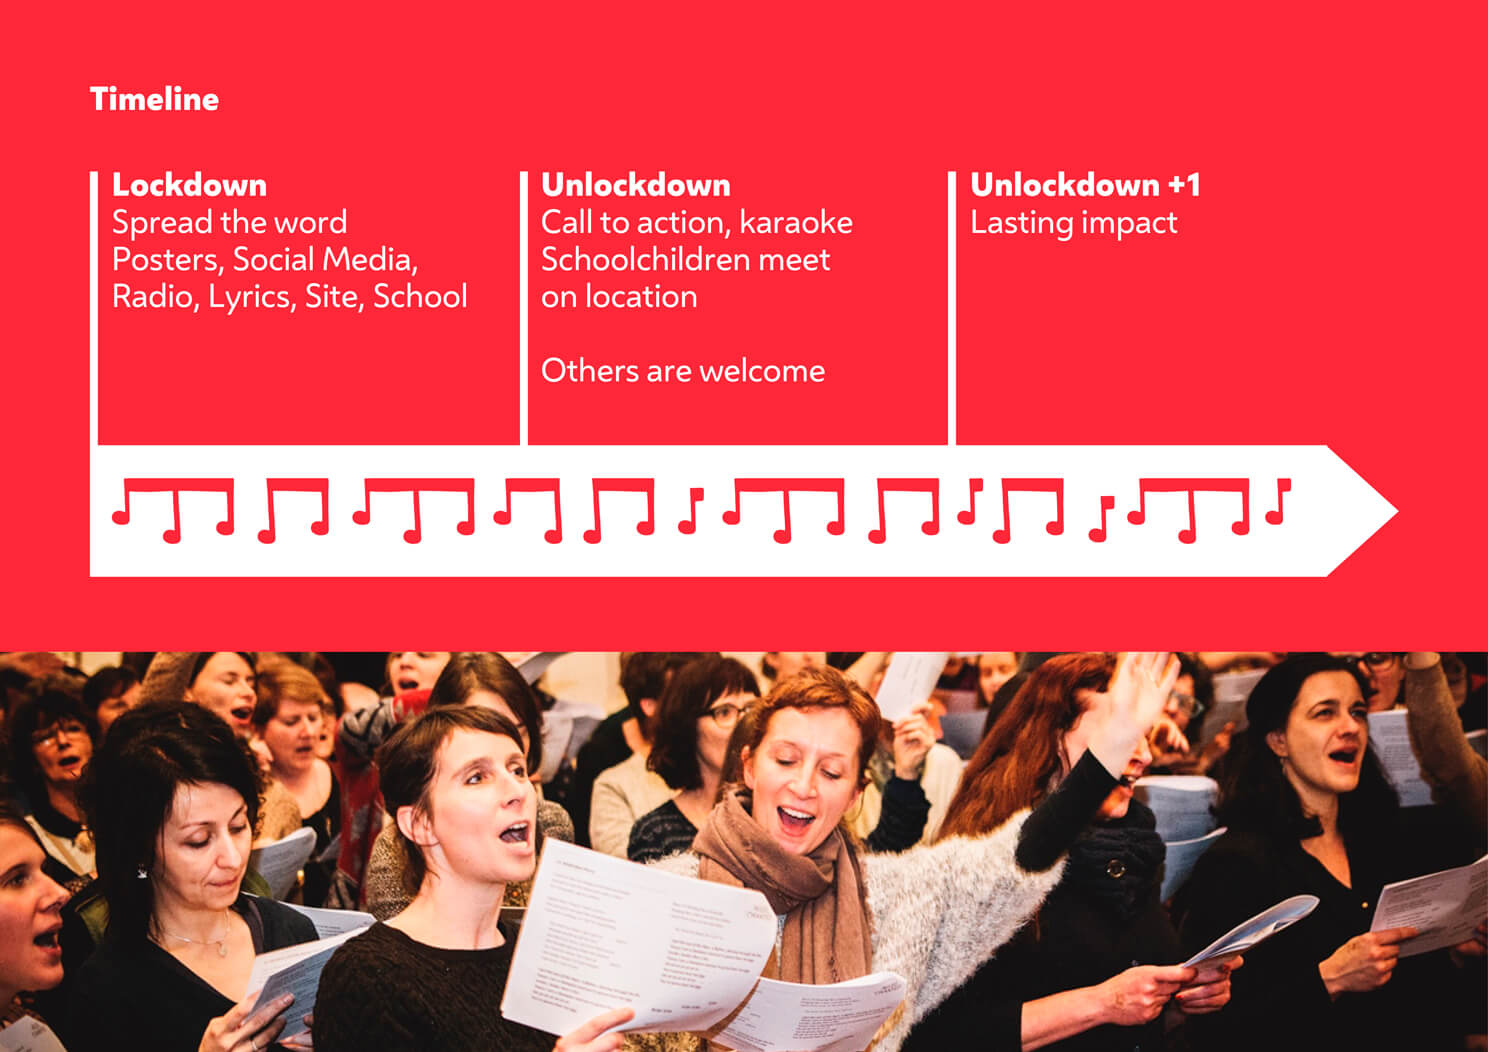 Timeline
Lockdown
Spread the word
Posters, Social Media,
Radio, Lyrics, Site, School
Unlockdown
Call to action, karaoke
Schoolchildren meet
on location
Others are welcome
Unlockdown +1
Lasting impact